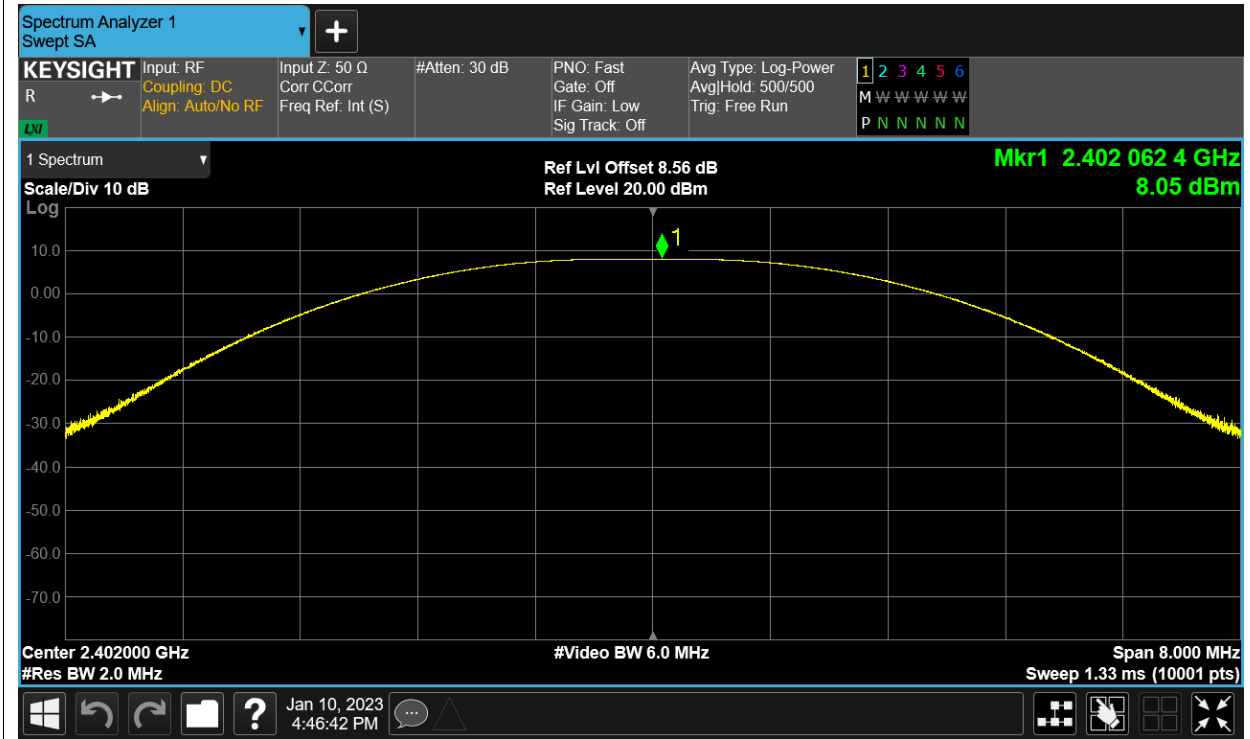 Spectrum Analyzer 1
Swept SA
KEYSIGHT
R
LXI
Input: RF
Coupling: DC
Align: Auto/No RF
Input Z: 50 Ω
Corr CCorr
Freq Ref: Int (S)
#Atten: 30 dB
PNO: Fast
Gate: Off
IF Gain: Low
Sig Track: Off
Avg Type: Log-Power
Avg|Hold: 500/500
Trig: Free Run
1 2 3 4 5 6
M W W W W W
P N N N N N
1 Spectrum
Scale/Div 10 dB
Log
Ref Lvl Offset 8.56 dB
Ref Level 20.00 dBm
Mkr1 2.402 062 4 GHz
8.05 dBm
1
10.0
0.00
-10.0
-20.0
-30.0
-40.0
-50.0
-60.0
-70.0
Center 2.402000 GHz
#Video BW 6.0 MHz
Span 8.000 MHz
#Res BW 2.0 MHz
Sweep 1.33 ms (10001 pts)
?
Jan 10, 2023
4:46:42 PM